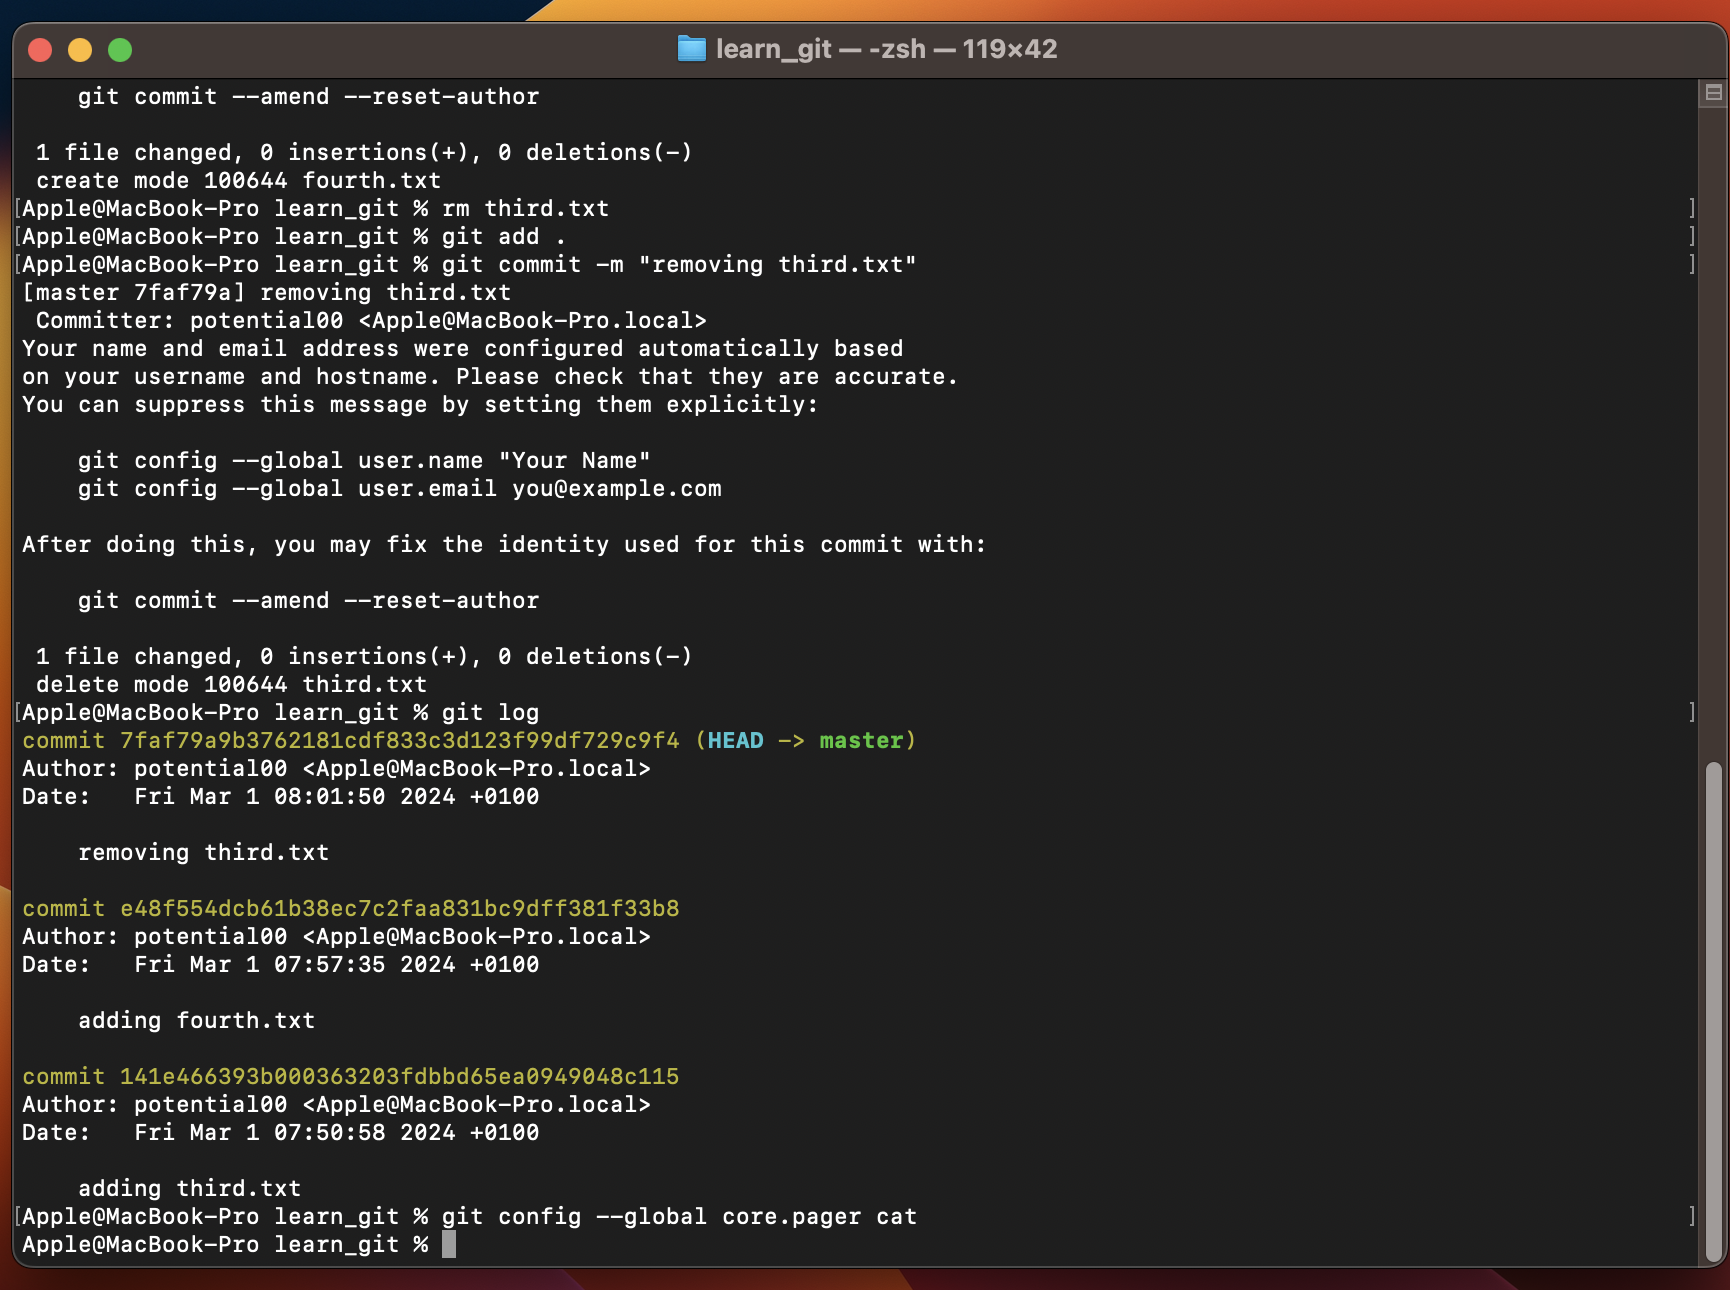 learn_git — -zsh — 119×42
git commit --amend --reset-author
1 file changed, 0 insertions(+), 0 deletions(-)
create mode 100644 fourth.txt
[Apple@MacBook-Pro learn_git % rm third.txt ]
[Apple@MacBook-Pro learn_git % git add . ]
[Apple@MacBook-Pro learn_git % git commit -m "removing third.txt" ]
[master 7faf79a] removing third.txt
Committer: potential00 <Apple@MacBook-Pro.local>
Your name and email address were configured automatically based
on your username and hostname. Please check that they are accurate.
You can suppress this message by setting them explicitly:
git config --global user.name "Your Name"
git config --global user.email you@example.com
After doing this, you may fix the identity used for this commit with:
git commit --amend --reset-author
1 file changed, 0 insertions(+), 0 deletions(-)
delete mode 100644 third.txt
[Apple@MacBook-Pro learn_git % git log ]
commit 7faf79a9b3762181cdf833c3d123f99df729c9f4 (HEAD -> master)
Author: potential00 <Apple@MacBook-Pro.local>
Date:   Fri Mar 1 08:01:50 2024 +0100
removing third.txt
commit e48f554dcb61b38ec7c2faa831bc9dff381f33b8
Author: potential00 <Apple@MacBook-Pro.local>
Date:   Fri Mar 1 07:57:35 2024 +0100
adding fourth.txt
commit 141e466393b000363203fdbbd65ea0949048c115
Author: potential00 <Apple@MacBook-Pro.local>
Date:   Fri Mar 1 07:50:58 2024 +0100
adding third.txt
[Apple@MacBook-Pro learn_git % git config --global core.pager cat ]
Apple@MacBook-Pro learn_git %